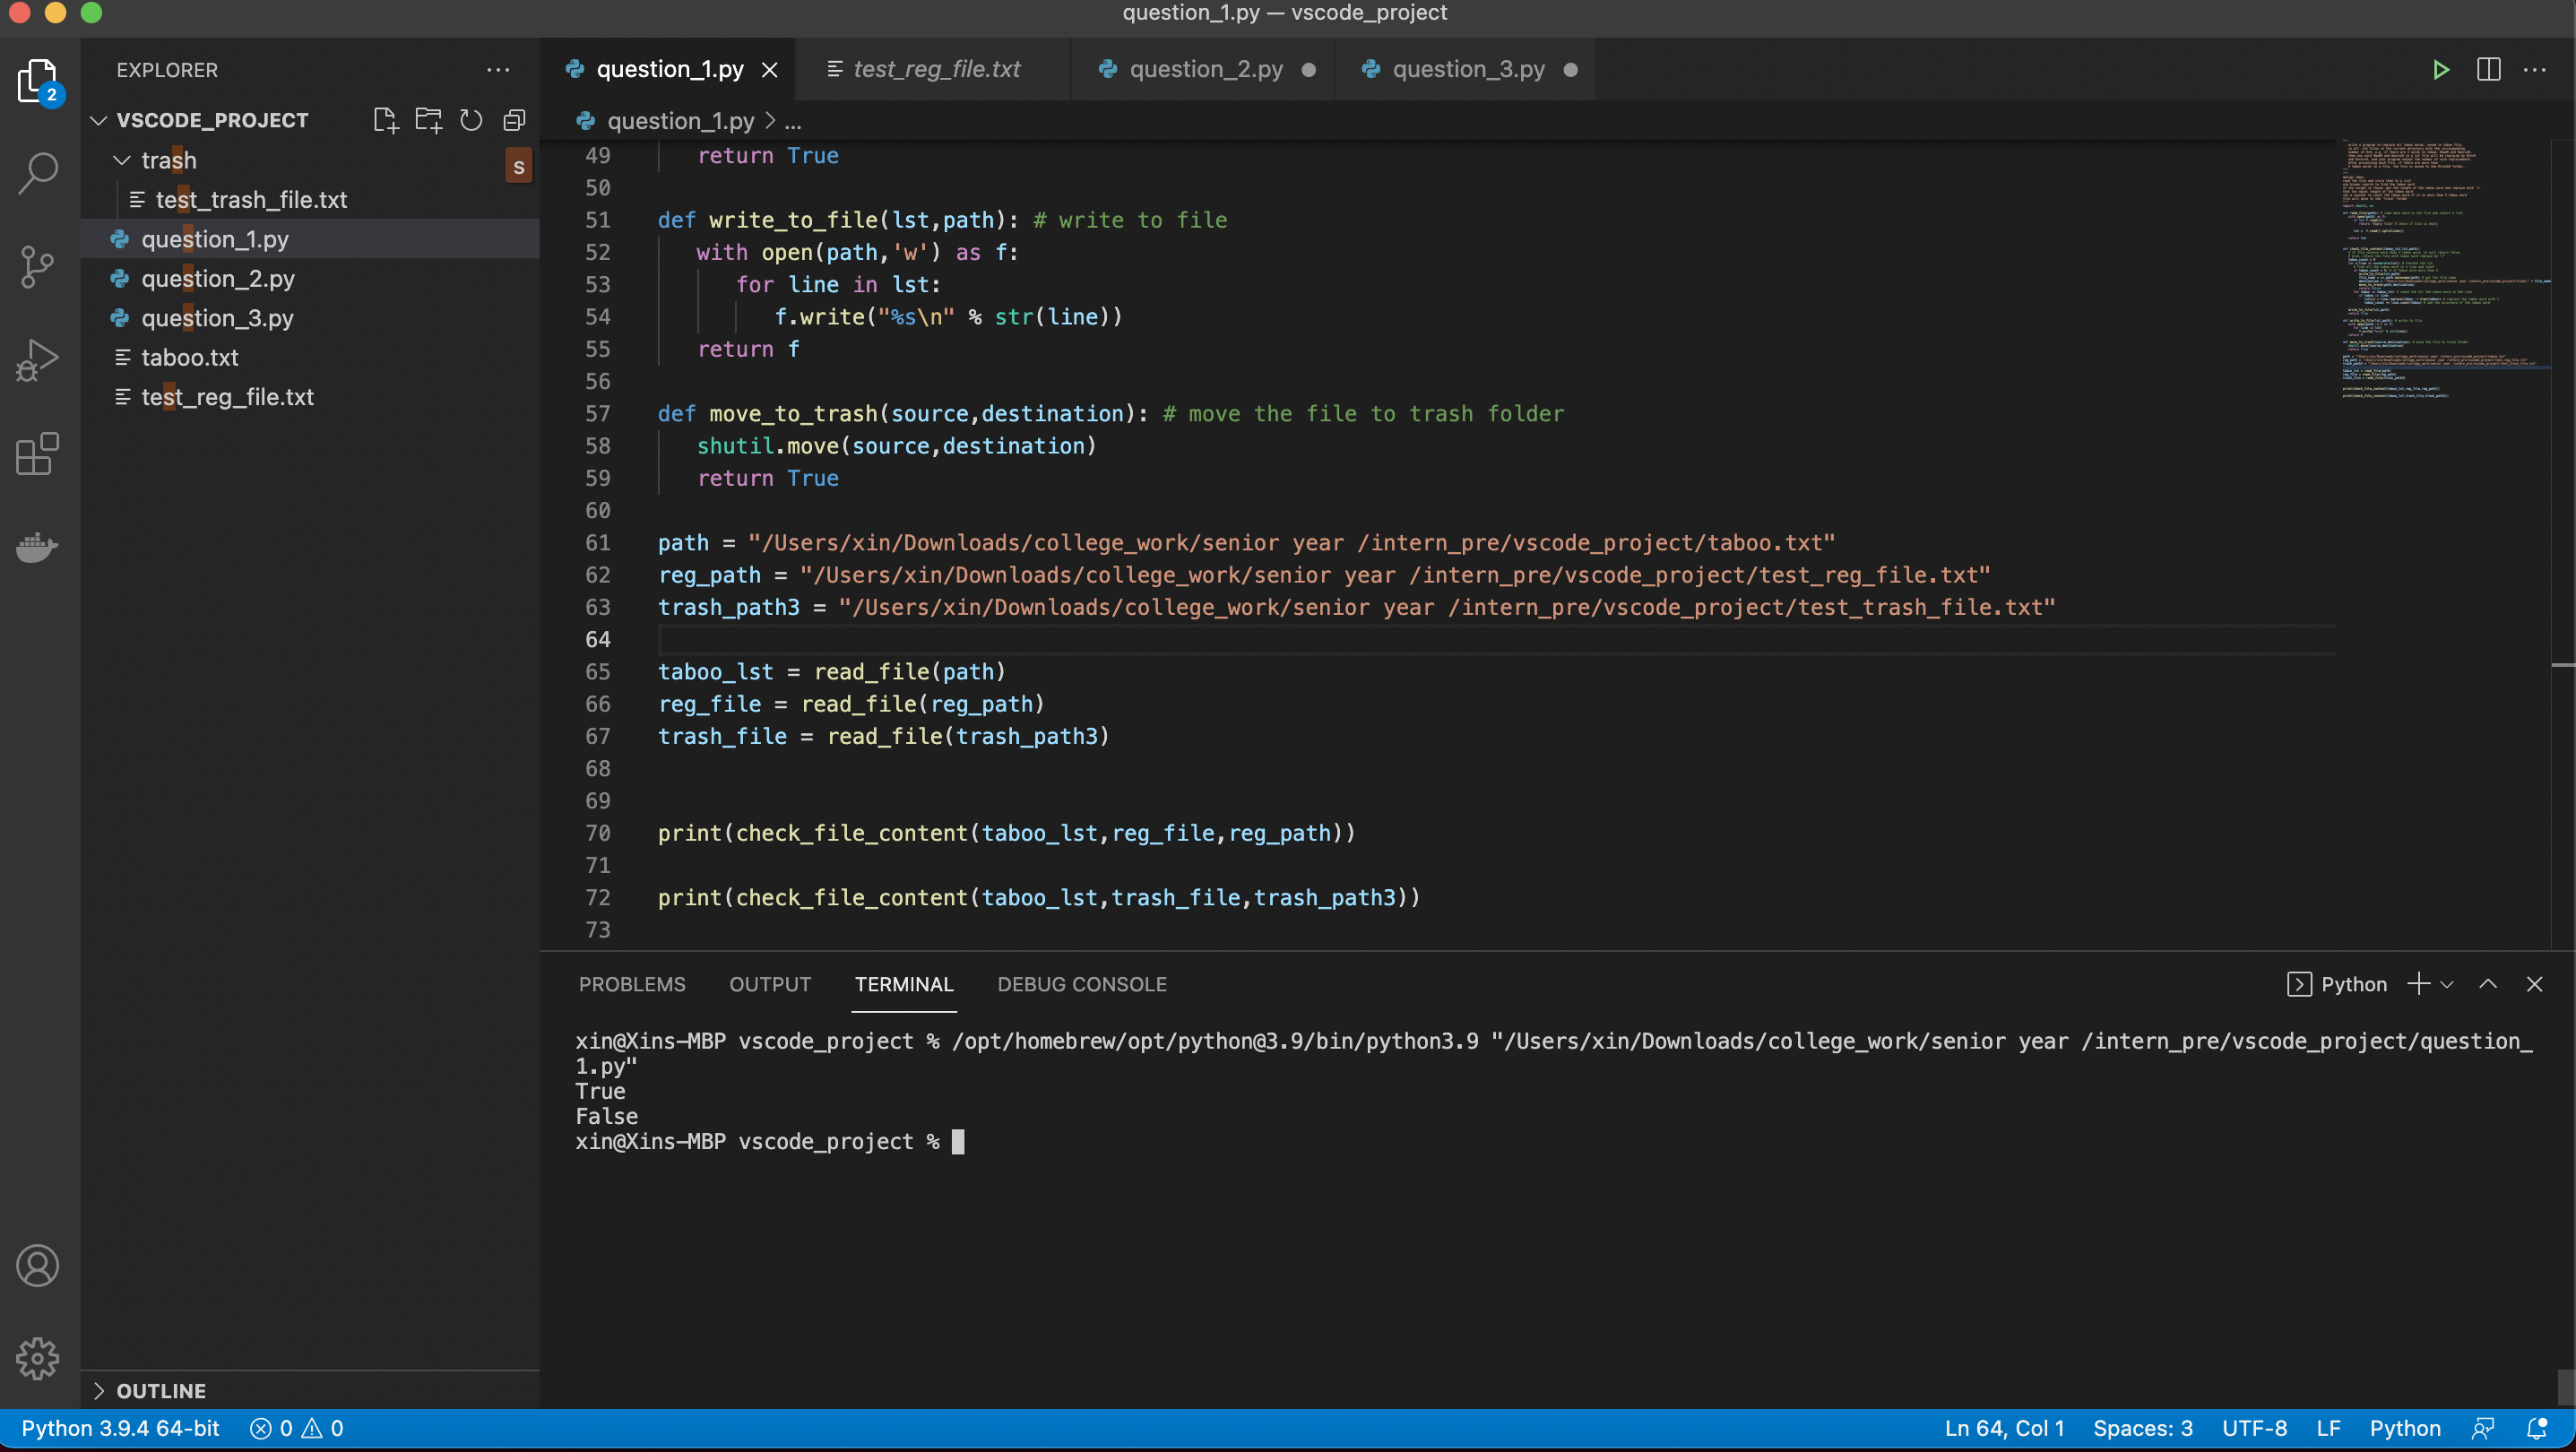 question_1.py — vscode_project
EXPLORER
2
VSCODE_PROJECT
trash
S
test_trash_file.txt
question_1.py
question_2.py
question_3.py
taboo.txt
test_reg_file.txt
OUTLINE
question_1.py
test_reg_file.txt
question_2.py
question_3.py
question_1.py > ...
49 return True
50
51 def write_to_file(lst,path): # write to file
52 with open(path,'w') as f:
53 for line in lst:
54 f.write("%s\n" % str(line))
55 return f
56
57 def move_to_trash(source,destination): # move the file to trash folder
58 shutil.move(source,destination)
59 return True
60
61 path = "/Users/xin/Downloads/college_work/senior year /intern_pre/vscode_project/taboo.txt"
62 reg_path = "/Users/xin/Downloads/college_work/senior year /intern_pre/vscode_project/test_reg_file.txt"
63 trash_path3 = "/Users/xin/Downloads/college_work/senior year /intern_pre/vscode_project/test_trash_file.txt"
64
65 taboo_lst = read_file(path)
66 reg_file = read_file(reg_path)
67 trash_file = read_file(trash_path3)
68
69
70 print(check_file_content(taboo_lst,reg_file,reg_path))
71
72 print(check_file_content(taboo_lst,trash_file,trash_path3))
73
PROBLEMS OUTPUT TERMINAL DEBUG CONSOLE
Python
xin@Xins-MBP vscode_project % /opt/homebrew/opt/python@3.9/bin/python3.9 "/Users/xin/Downloads/college_work/senior year /intern_pre/vscode_project/question_
1.py"
True
False
xin@Xins-MBP vscode_project %
Python 3.9.4 64-bit 0 0
Ln 64, Col 1 Spaces: 3 UTF-8 LF Python